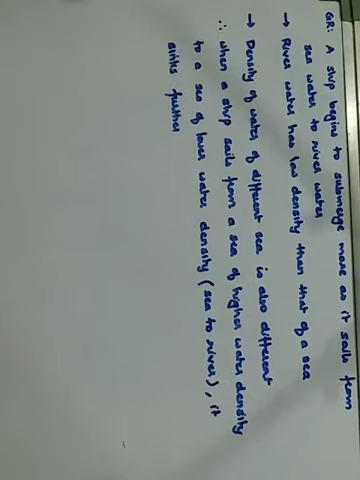 GR: A ship begins to submerge more as it sails from
sea water to river water
→ River water has low density than that of a sea
→ Density of water of different sea is also different
∴ when a ship sails from a sea of higher water density
to a sea of lower water density (sea to river), it
sinks further